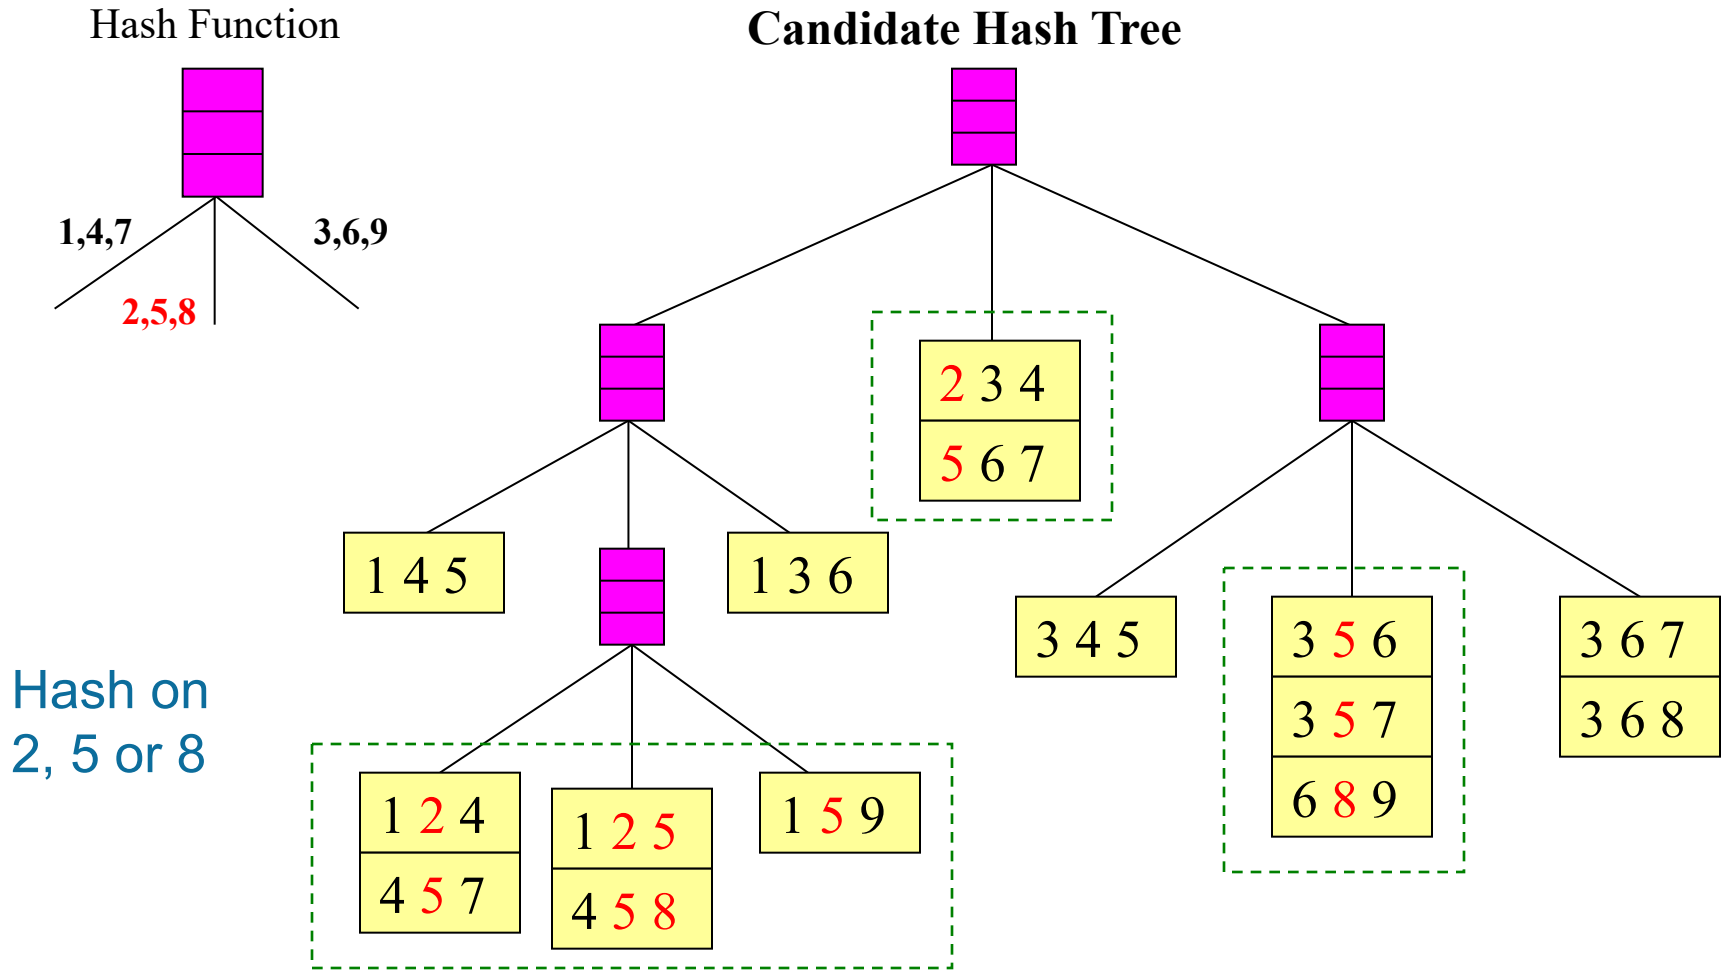 Hash Function
Candidate Hash Tree
1,4,7
3,6,9
2,5,8
2 3 4
5 6 7
1 4 5
1 3 6
3 4 5
3 5 6
3 5 7
6 8 9
3 6 7
3 6 8
Hash on
2, 5 or 8
1 2 4
4 5 7
1 2 5
4 5 8
1 5 9